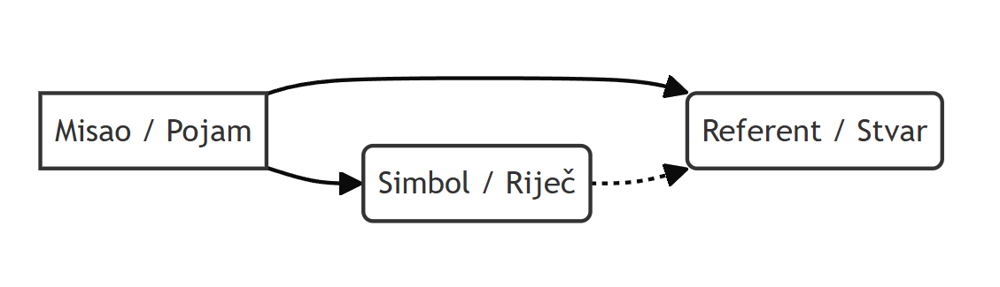 Misao / Pojam
Simbol / Riječ
Referent / Stvar